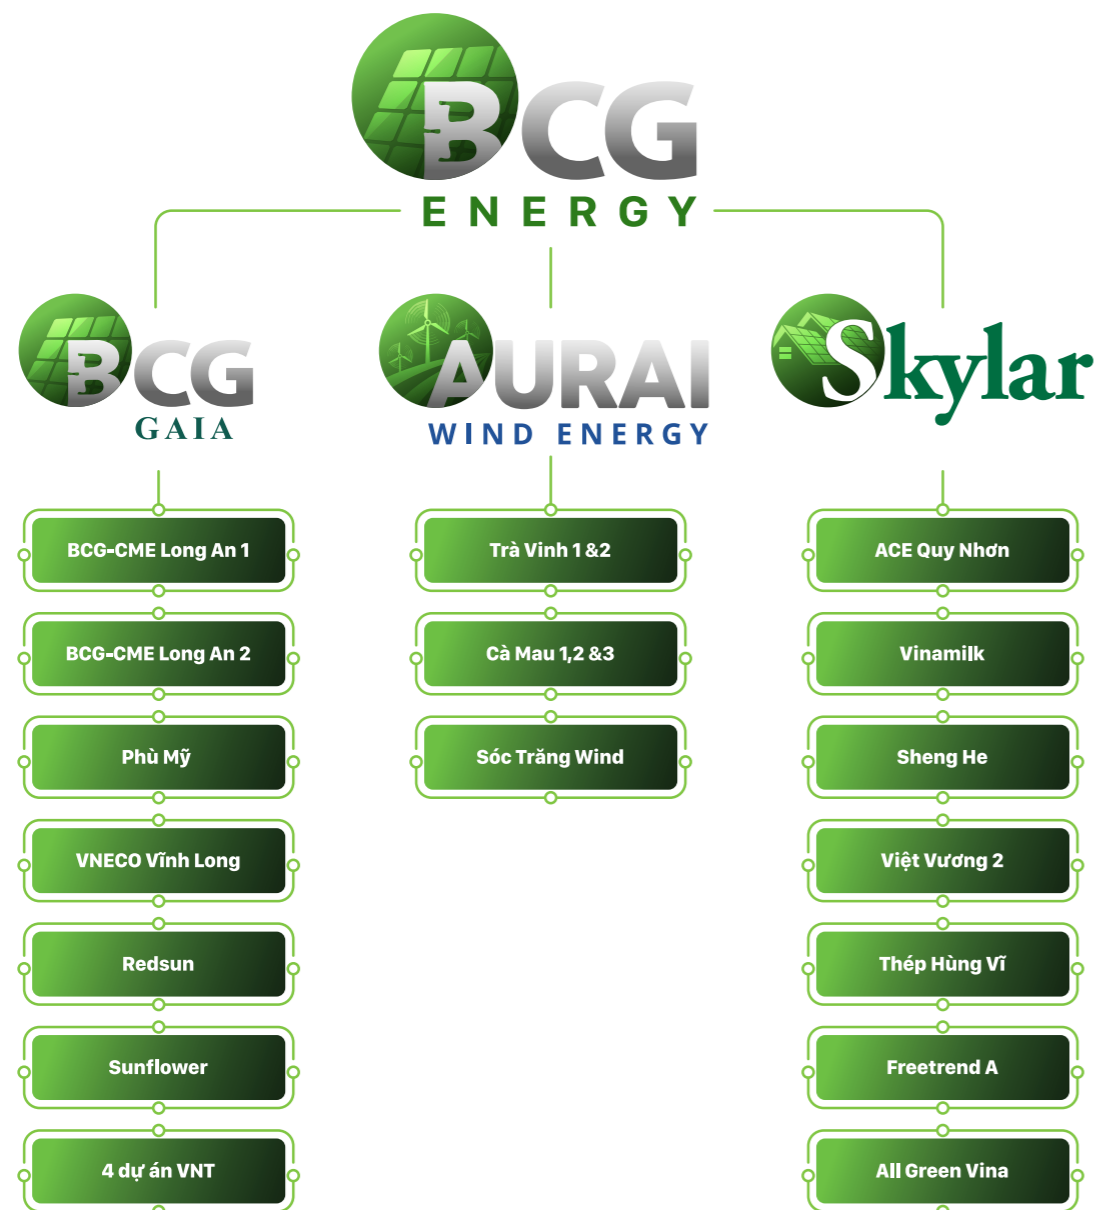 BCG
ENERGY
BCG
GAIA
AURAI
WIND ENERGY
Skylar
BCG-CME Long An 1
BCG-CME Long An 2
Phù Mỹ
VNECO Vĩnh Long
Redsun
Sunflower
4 dự án VNT
Trà Vinh 1 &2
Cà Mau 1,2 &3
Sóc Trăng Wind
ACE Quy Nhơn
Vinamilk
Sheng He
Việt Vương 2
Thép Hùng Vĩ
Freetrend A
All Green Vina